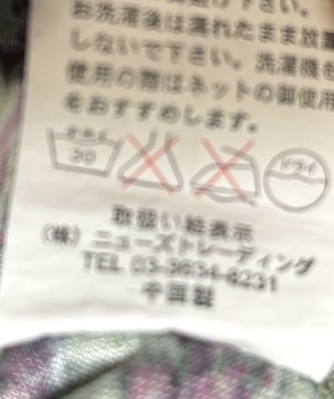 お洗濯後は濡れたまま放置
しないで下さい。洗濯機を
使用の際はネットの御使用
をおすすめします。
30
ドライ
取扱い絵表示
(株) ニューズトレーディング
TEL 03-3634-8231
中国製